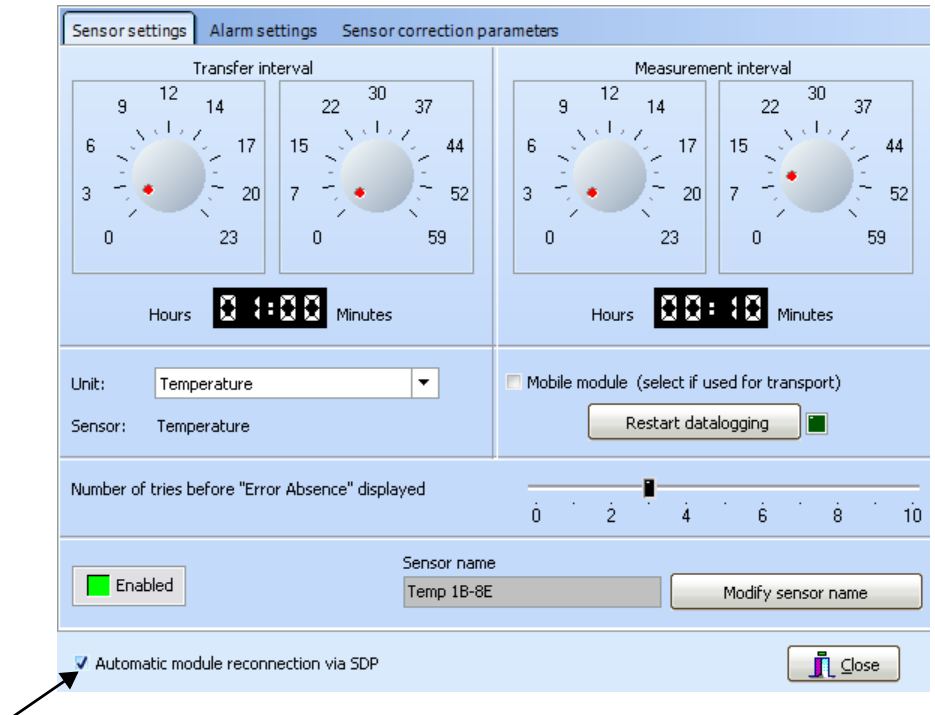 Sensor settings Alarm settings Sensor correction parameters
Transfer interval Measurement interval
12 30 12 30
9 14 22 37 9 14 22 37
6 17 15 44 6 17 15 44
3 20 7 52 3 20 7 52
0 23 0 59 0 23 0 59
Hours 01:00 Minutes Hours 00:10 Minutes
Unit: Temperature Mobile module (select if used for transport)
Sensor: Temperature Restart datalogging
Number of tries before "Error Absence" displayed
0 2 4 6 8 10
Sensor name
Enabled Temp 1B-8E Modify sensor name
Automatic module reconnection via SDP Close